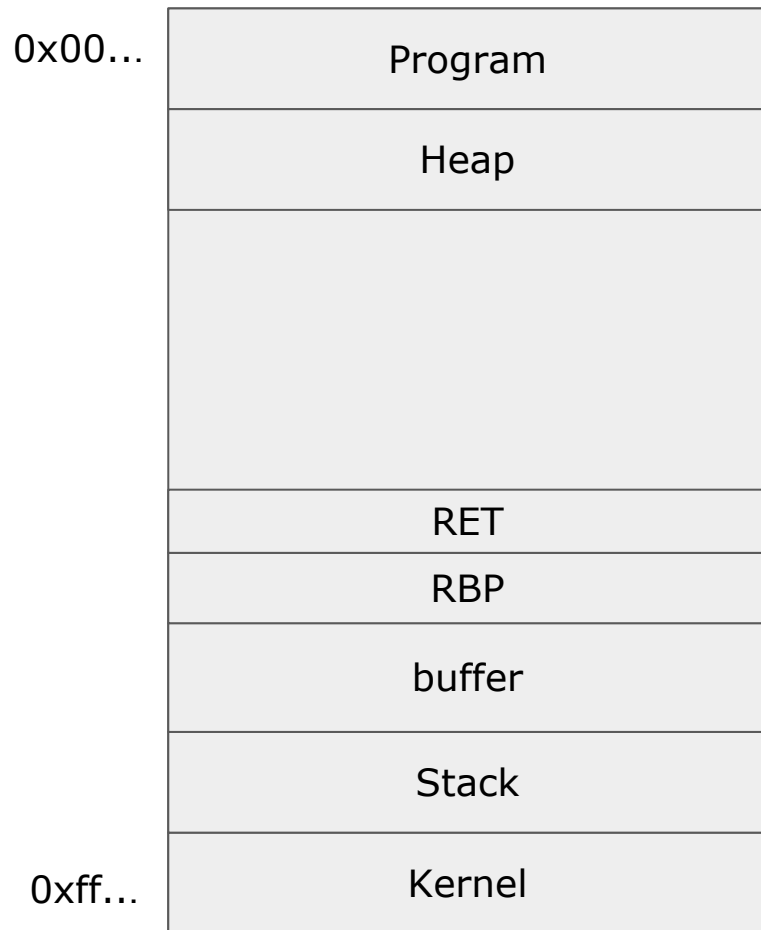 0x00...
Program
Heap
RET
RBP
buffer
Stack
0xff...
Kernel